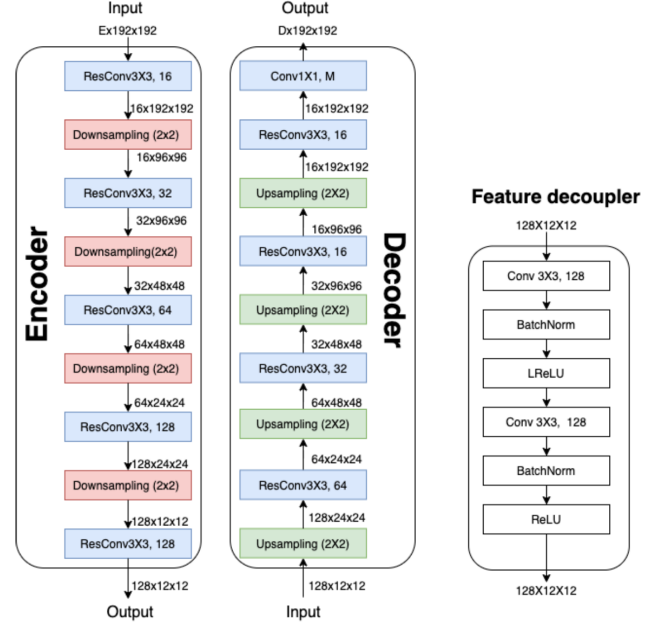 Input
Ex192x192
Encoder
ResConv3X3, 16
16x192x192
Downsampling (2x2)
16x96x96
ResConv3X3, 32
32x96x96
Downsampling(2x2)
32x48x48
ResConv3X3, 64
64x48x48
Downsampling (2x2)
64x24x24
ResConv3X3, 128
128x24x24
Downsampling (2x2)
128x12x12
ResConv3X3, 128
128x12x12
Output
Output
Dx192x192
Decoder
Conv1X1, M
16x192x192
ResConv3X3, 16
16x192x192
Upsampling (2X2)
16x96x96
ResConv3X3, 16
32x96x96
Upsampling (2X2)
32x48x48
ResConv3X3, 32
64x48x48
Upsampling (2X2)
64x24x24
ResConv3X3, 64
128x24x24
Upsampling (2X2)
128x12x12
Input
Feature decoupler
128X12X12
Conv 3X3, 128
BatchNorm
LReLU
Conv 3X3, 128
BatchNorm
ReLU
128X12X12